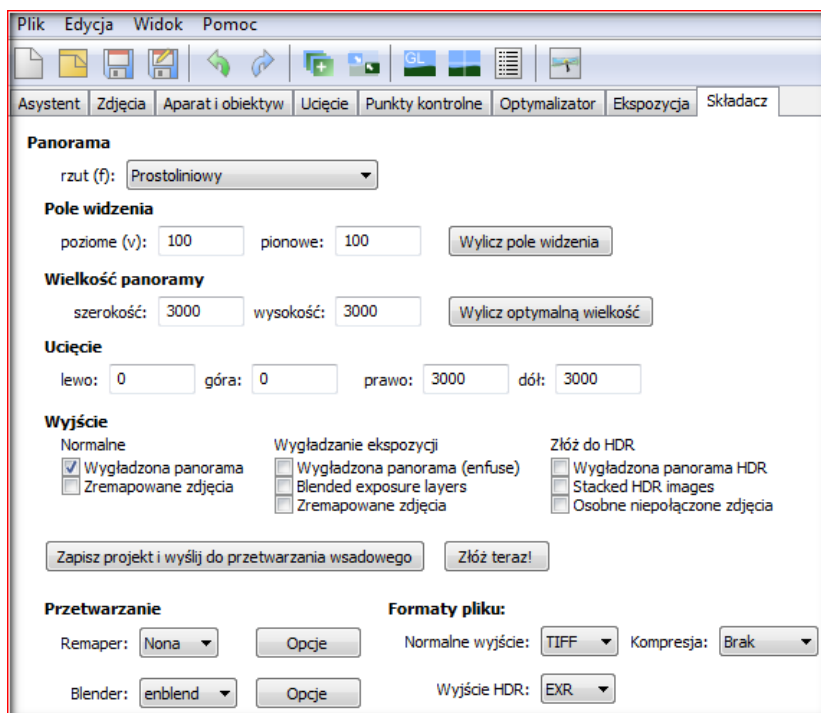 Plik Edycja Widok Pomoc
GL
Asystent Zdjęcia Aparat i obiektyw Ucięcie Punkty kontrolne Optymalizator Ekspozycja Składacz
Panorama
rzut (f): Prostoliniowy
Pole widzenia
poziome (v): 100 pionowe: 100 Wylicz pole widzenia
Wielkość panoramy
szerokość: 3000 wysokość: 3000 Wylicz optymalną wielkość
Ucięcie
lewo: 0 góra: 0 prawo: 3000 dół: 3000
Wyjście
Normalne Wygładzanie ekspozycji Złóż do HDR
Wygładzona panorama Wygładzona panorama (enfuse) Wygładzona panorama HDR
Zremapowane zdjęcia Blended exposure layers Stacked HDR images
Zremapowane zdjęcia Osobne niepołączone zdjęcia
Zapisz projekt i wyślij do przetwarzania wsadowego Złóż teraz!
Przetwarzanie Formaty pliku:
Remaper: Nona Opcje Normalne wyjście: TIFF Kompresja: Brak
Blender: enblend Opcje Wyjście HDR: EXR